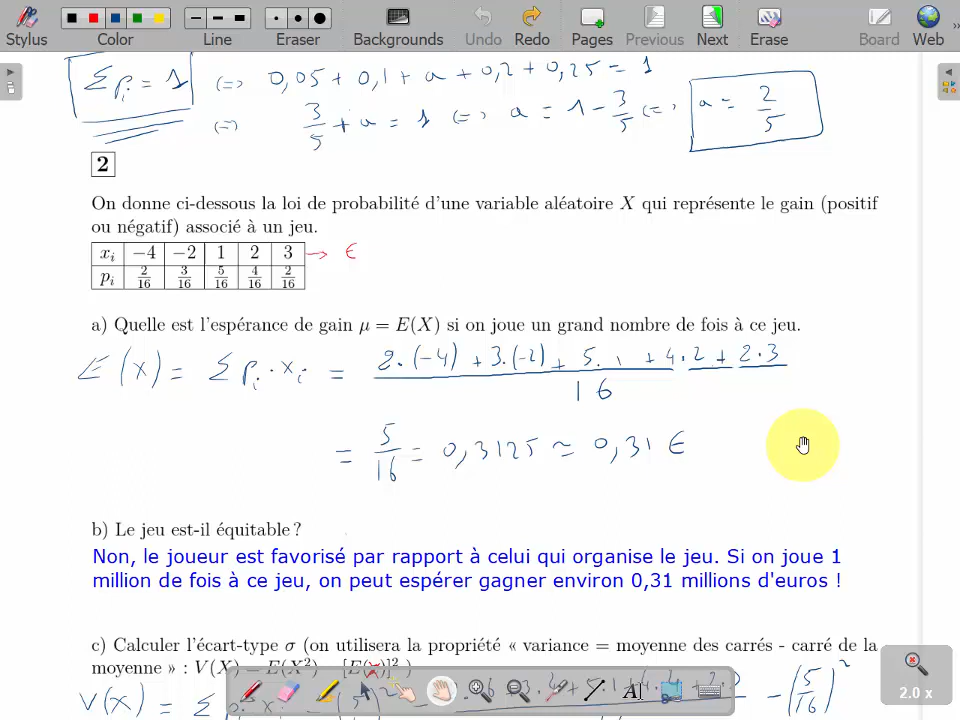 Stylus Color Line Eraser Backgrounds Undo Redo Pages Previous Next Erase Board Web
Σpᵢ = 1 ⇔ 0,05 + 0,1 + a + 0,2 + 0,25 = 1
⇔ 3/5 + a = 1 ⇔ a = 1 - 3/5 ⇔ a = 2/5
2
On donne ci-dessous la loi de probabilité d'une variable aléatoire X qui représente le gain (positif
ou négatif) associé à un jeu.
xᵢ −4 −2 1 2 3 → €
pᵢ 2/16 3/16 5/16 4/16 2/16
a) Quelle est l'espérance de gain μ = E(X) si on joue un grand nombre de fois à ce jeu.
E(X) = Σ pᵢ · xᵢ = 2·(-4) + 3·(-2) + 5·1 + 4·2 + 2·3 / 16
= 5/16 = 0,3125 ≈ 0,31 €
b) Le jeu est-il équitable ?
Non, le joueur est favorisé par rapport à celui qui organise le jeu. Si on joue 1
million de fois à ce jeu, on peut espérer gagner environ 0,31 millions d'euros !
c) Calculer l'écart-type σ (on utilisera la propriété « variance = moyenne des carrés - carré de la
moyenne » : V(X) = E(X²) − [E(X)]² )
V(X) = Σ - (5/16)²
2.0 x